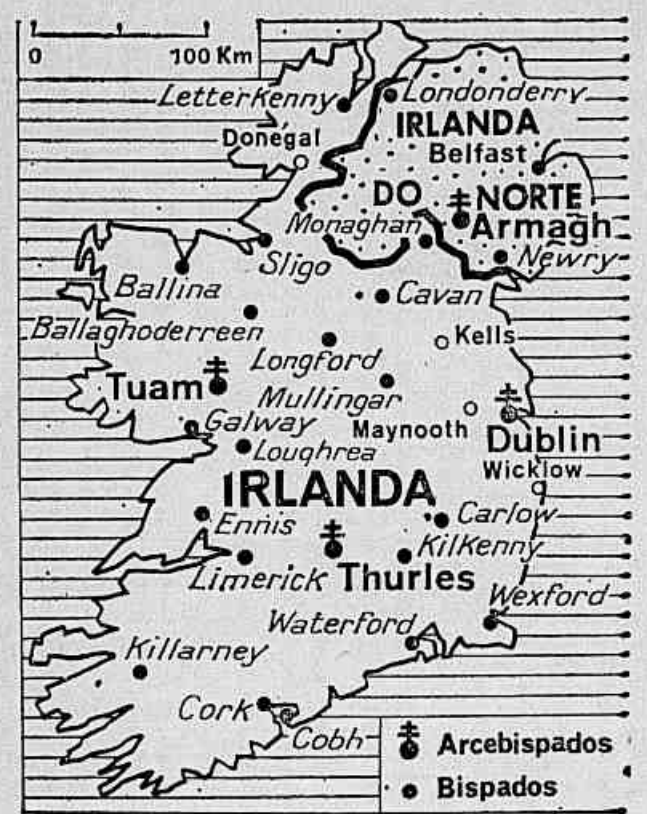 0 100 Km
Letterkenny
Londonderry
Donegal
IRLANDA
Belfast
DO NORTE
Monaghan
Armagh
Sligo
Newry
Ballina
Cavan
Ballaghoderreen
Kells
Longford
Tuam
Mullingar
Galway
Maynooth
Dublin
Loughrea
Wicklow
IRLANDA
Ennis
Carlow
Kilkenny
Limerick
Thurles
Wexford
Waterford
Killarney
Cork
Cobh
Arcebispados
Bispados